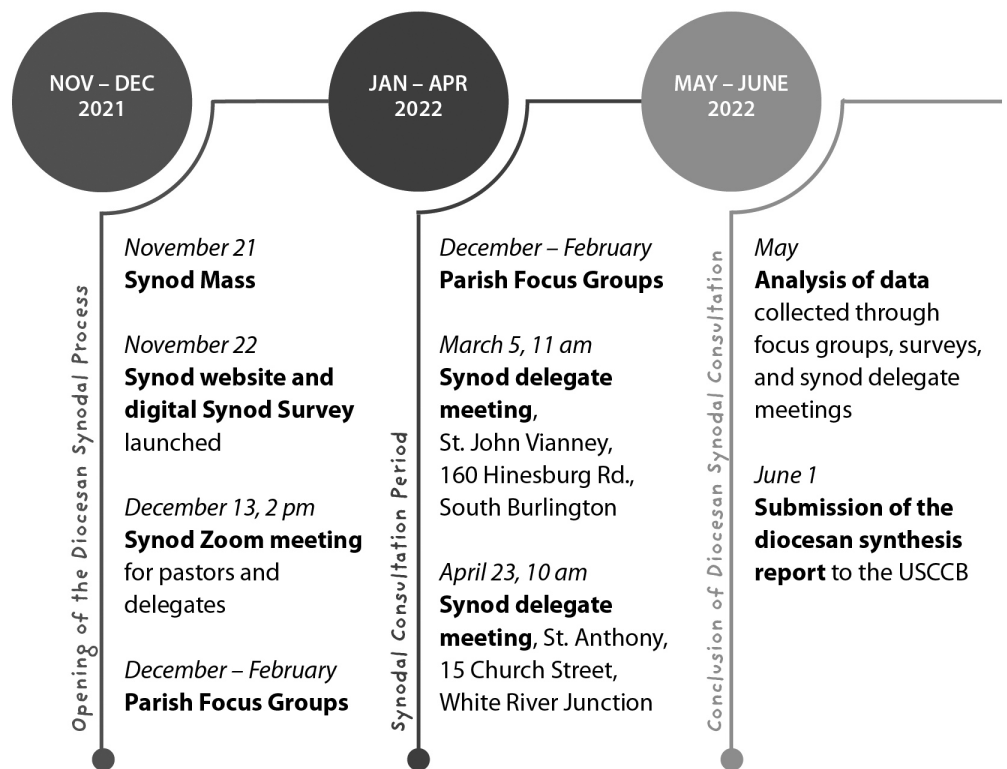 NOV – DEC
2021
Opening of the Diocesan Synodal Process
November 21
Synod Mass
November 22
Synod website and
digital Synod Survey
launched
December 13, 2 pm
Synod Zoom meeting
for pastors and
delegates
December – February
Parish Focus Groups
JAN – APR
2022
Synodal Consultation Period
December – February
Parish Focus Groups
March 5, 11 am
Synod delegate
meeting,
St. John Vianney,
160 Hinesburg Rd.,
South Burlington
April 23, 10 am
Synod delegate
meeting, St. Anthony,
15 Church Street,
White River Junction
MAY – JUNE
2022
Conclusion of Diocesan Synodal Consultation
May
Analysis of data
collected through
focus groups, surveys,
and synod delegate
meetings
June 1
Submission of the
diocesan synthesis
report to the USCCB